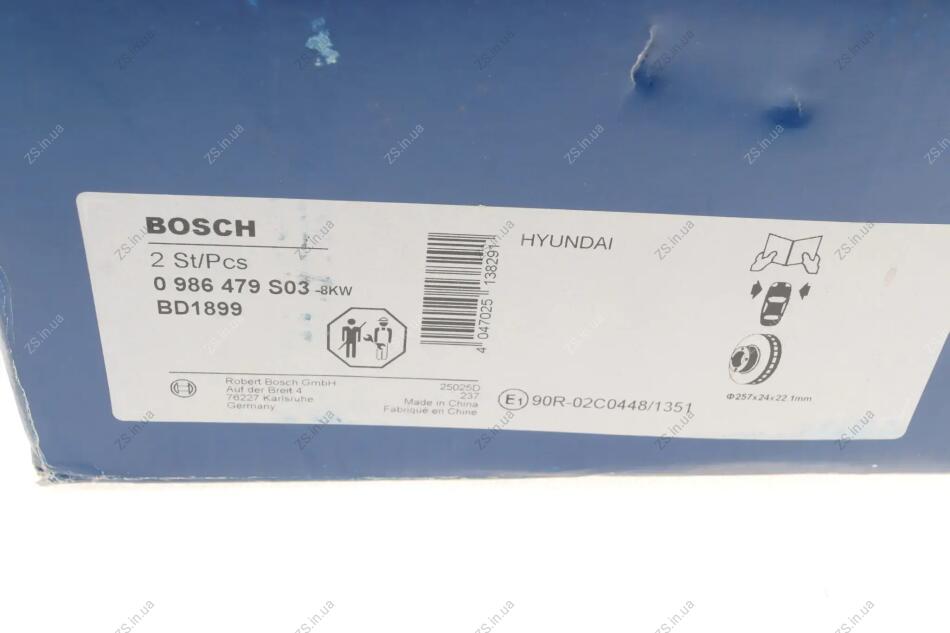 BOSCH
2 St/Pcs
0 986 479 S03 -8KW
BD1899
Robert Bosch GmbH
Auf der Breit 4
76227 Karlsruhe
Germany
25025D
237
Made in China
Fabriqué en Chine
4 047025 138291
HYUNDAI
E1 90R-02C0448/1351
Φ257x24x22.1mm
ZS.in.ua